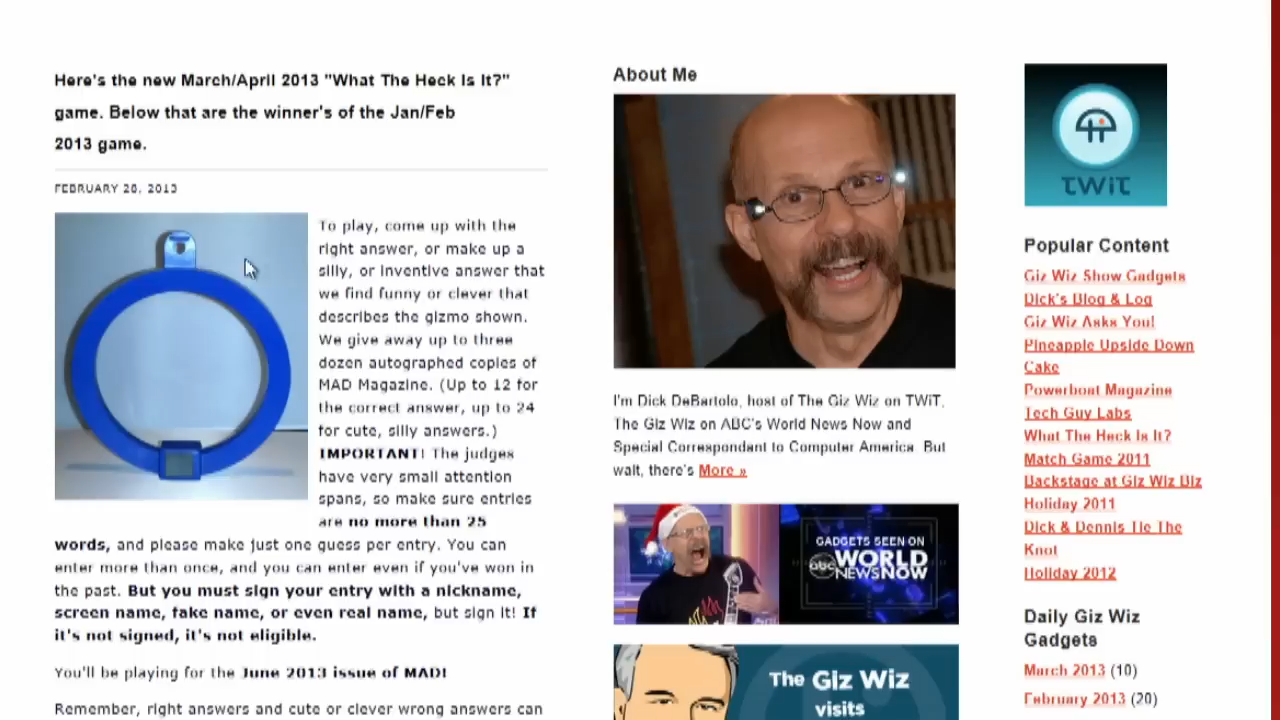 Here's the new March/April 2013 "What The Heck Is It?"
game. Below that are the winner's of the Jan/Feb
2013 game.
FEBRUARY 28, 2013
To play, come up with the
right answer, or make up a
silly, or inventive answer that
we find funny or clever that
describes the gizmo shown.
We give away up to three
dozen autographed copies of
MAD Magazine. (Up to 12 for
the correct answer, up to 24
for cute, silly answers.)
IMPORTANT! The judges
have very small attention
spans, so make sure entries
are no more than 25
words, and please make just one guess per entry. You can
enter more than once, and you can enter even if you've won in
the past. But you must sign your entry with a nickname,
screen name, fake name, or even real name, but sign it! If
it's not signed, it's not eligible.
You'll be playing for the June 2013 issue of MAD!
Remember, right answers and cute or clever wrong answers can
About Me
I'm Dick DeBartolo, host of The Giz Wiz on TWiT,
The Giz Wiz on ABC's World News Now and
Special Correspondent to Computer America. But
wait, there's More »
GADGETS SEEN ON
abc WORLD
NEWS NOW
The Giz Wiz
visits
TWiT
Popular Content
Giz Wiz Show Gadgets
Dick's Blog & Log
Giz Wiz Asks You!
Pineapple Upside Down
Cake
Powerboat Magazine
Tech Guy Labs
What The Heck Is It?
Match Game 2011
Backstage at Giz Wiz Biz
Holiday 2011
Dick & Dennis Tie The
Knot
Holiday 2012
Daily Giz Wiz
Gadgets
March 2013 (10)
February 2013 (20)